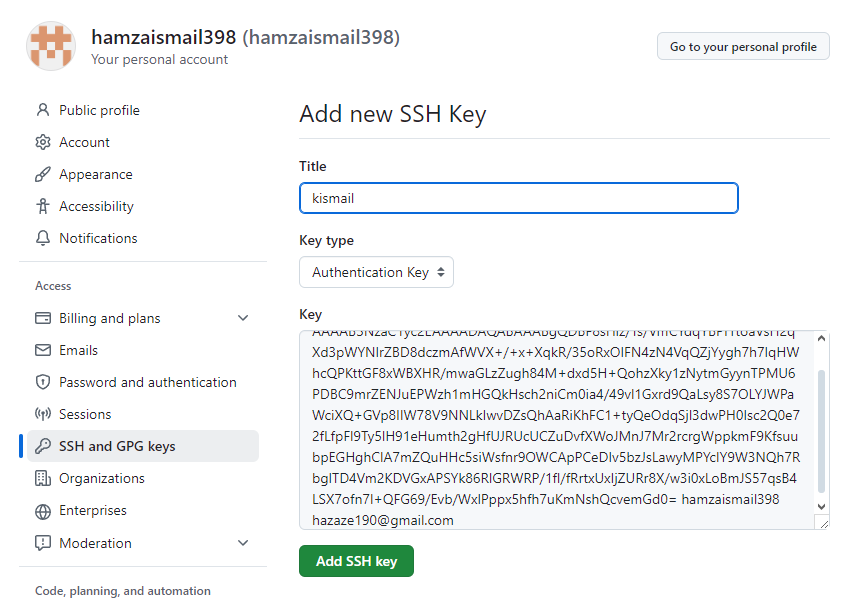 hamzaismail398 (hamzaismail398)
Your personal account
Go to your personal profile
Public profile
Account
Appearance
Accessibility
Notifications
Access
Billing and plans
Emails
Password and authentication
Sessions
SSH and GPG keys
Organizations
Enterprises
Moderation
Code, planning, and automation
Add new SSH Key
Title
kismail
Key type
Authentication Key
Key
Xd3pWYNIrZBD8dczmAfWVX+/+x+XqkR/35oRxOIFN4zN4VqQZjYygh7h7IqHW
hcQPKttGF8xWBXHR/mwaGLzZugh84M+dxd5H+QohzXky1zNytmGyynTPMU6
PDBC9mrZENJuEPWzh1mHGQkHsch2niCm0ia4/49vI1Gxrd9QaLsy8S7OLYJWPa
WciXQ+GVp8IIW78V9NNLkIwvDZsQhAaRiKhFC1+tyQeOdqSjI3dwPH0Isc2Q0e7
2fLfpFI9Ty5IH91eHumth2gHfUJRUcUCZuDvfXWoJMnJ7Mr2rcrgWppkmF9Kfsuu
bpEGHghCIA7mZQuHHc5siWsfnr9OWCApPCeDIv5bzJsLawyMPYcIY9W3NQh7R
bgITD4Vm2KDVGxAPSYk86RIGRWRP/1fI/fRrtxUxIjZURr8X/w3i0xLoBmJS57qsB4
LSX7ofn7I+QFG69/Evb/WxIPppx5hfh7uKmNshQcvemGd0= hamzaismail398
hazaze190@gmail.com
Add SSH key